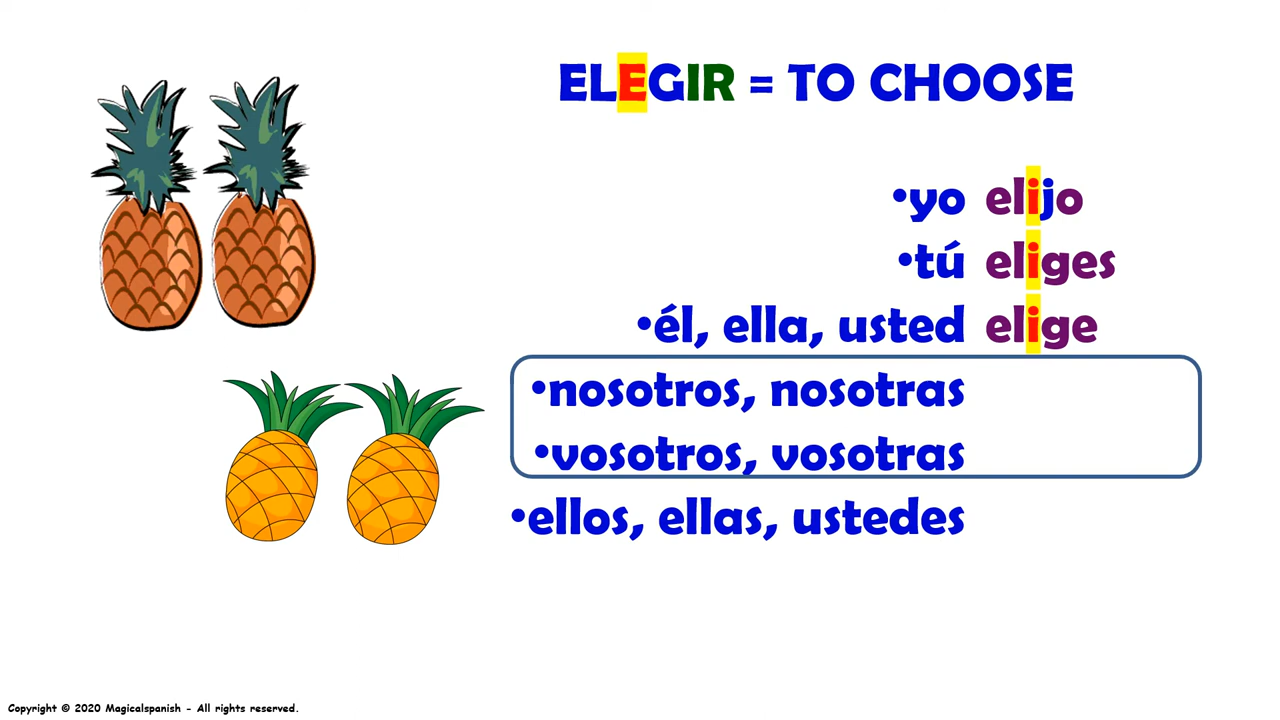 ELEGIR = TO CHOOSE
•yo elijo
•tú eliges
•él, ella, usted elige
•nosotros, nosotras
•vosotros, vosotras
•ellos, ellas, ustedes
Copyright © 2020 Magicalspanish - All rights reserved.